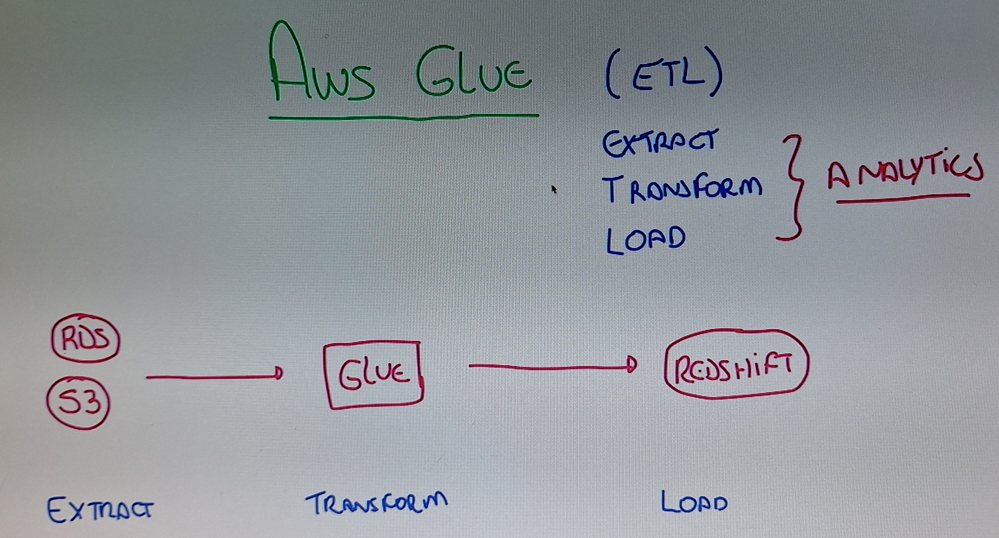 AWS GLUE (ETL)
EXTRACT
TRANSFORM
LOAD
ANALYTICS
RDS
S3
GLUE
REDSHIFT
EXTRACT TRANSFORM LOAD